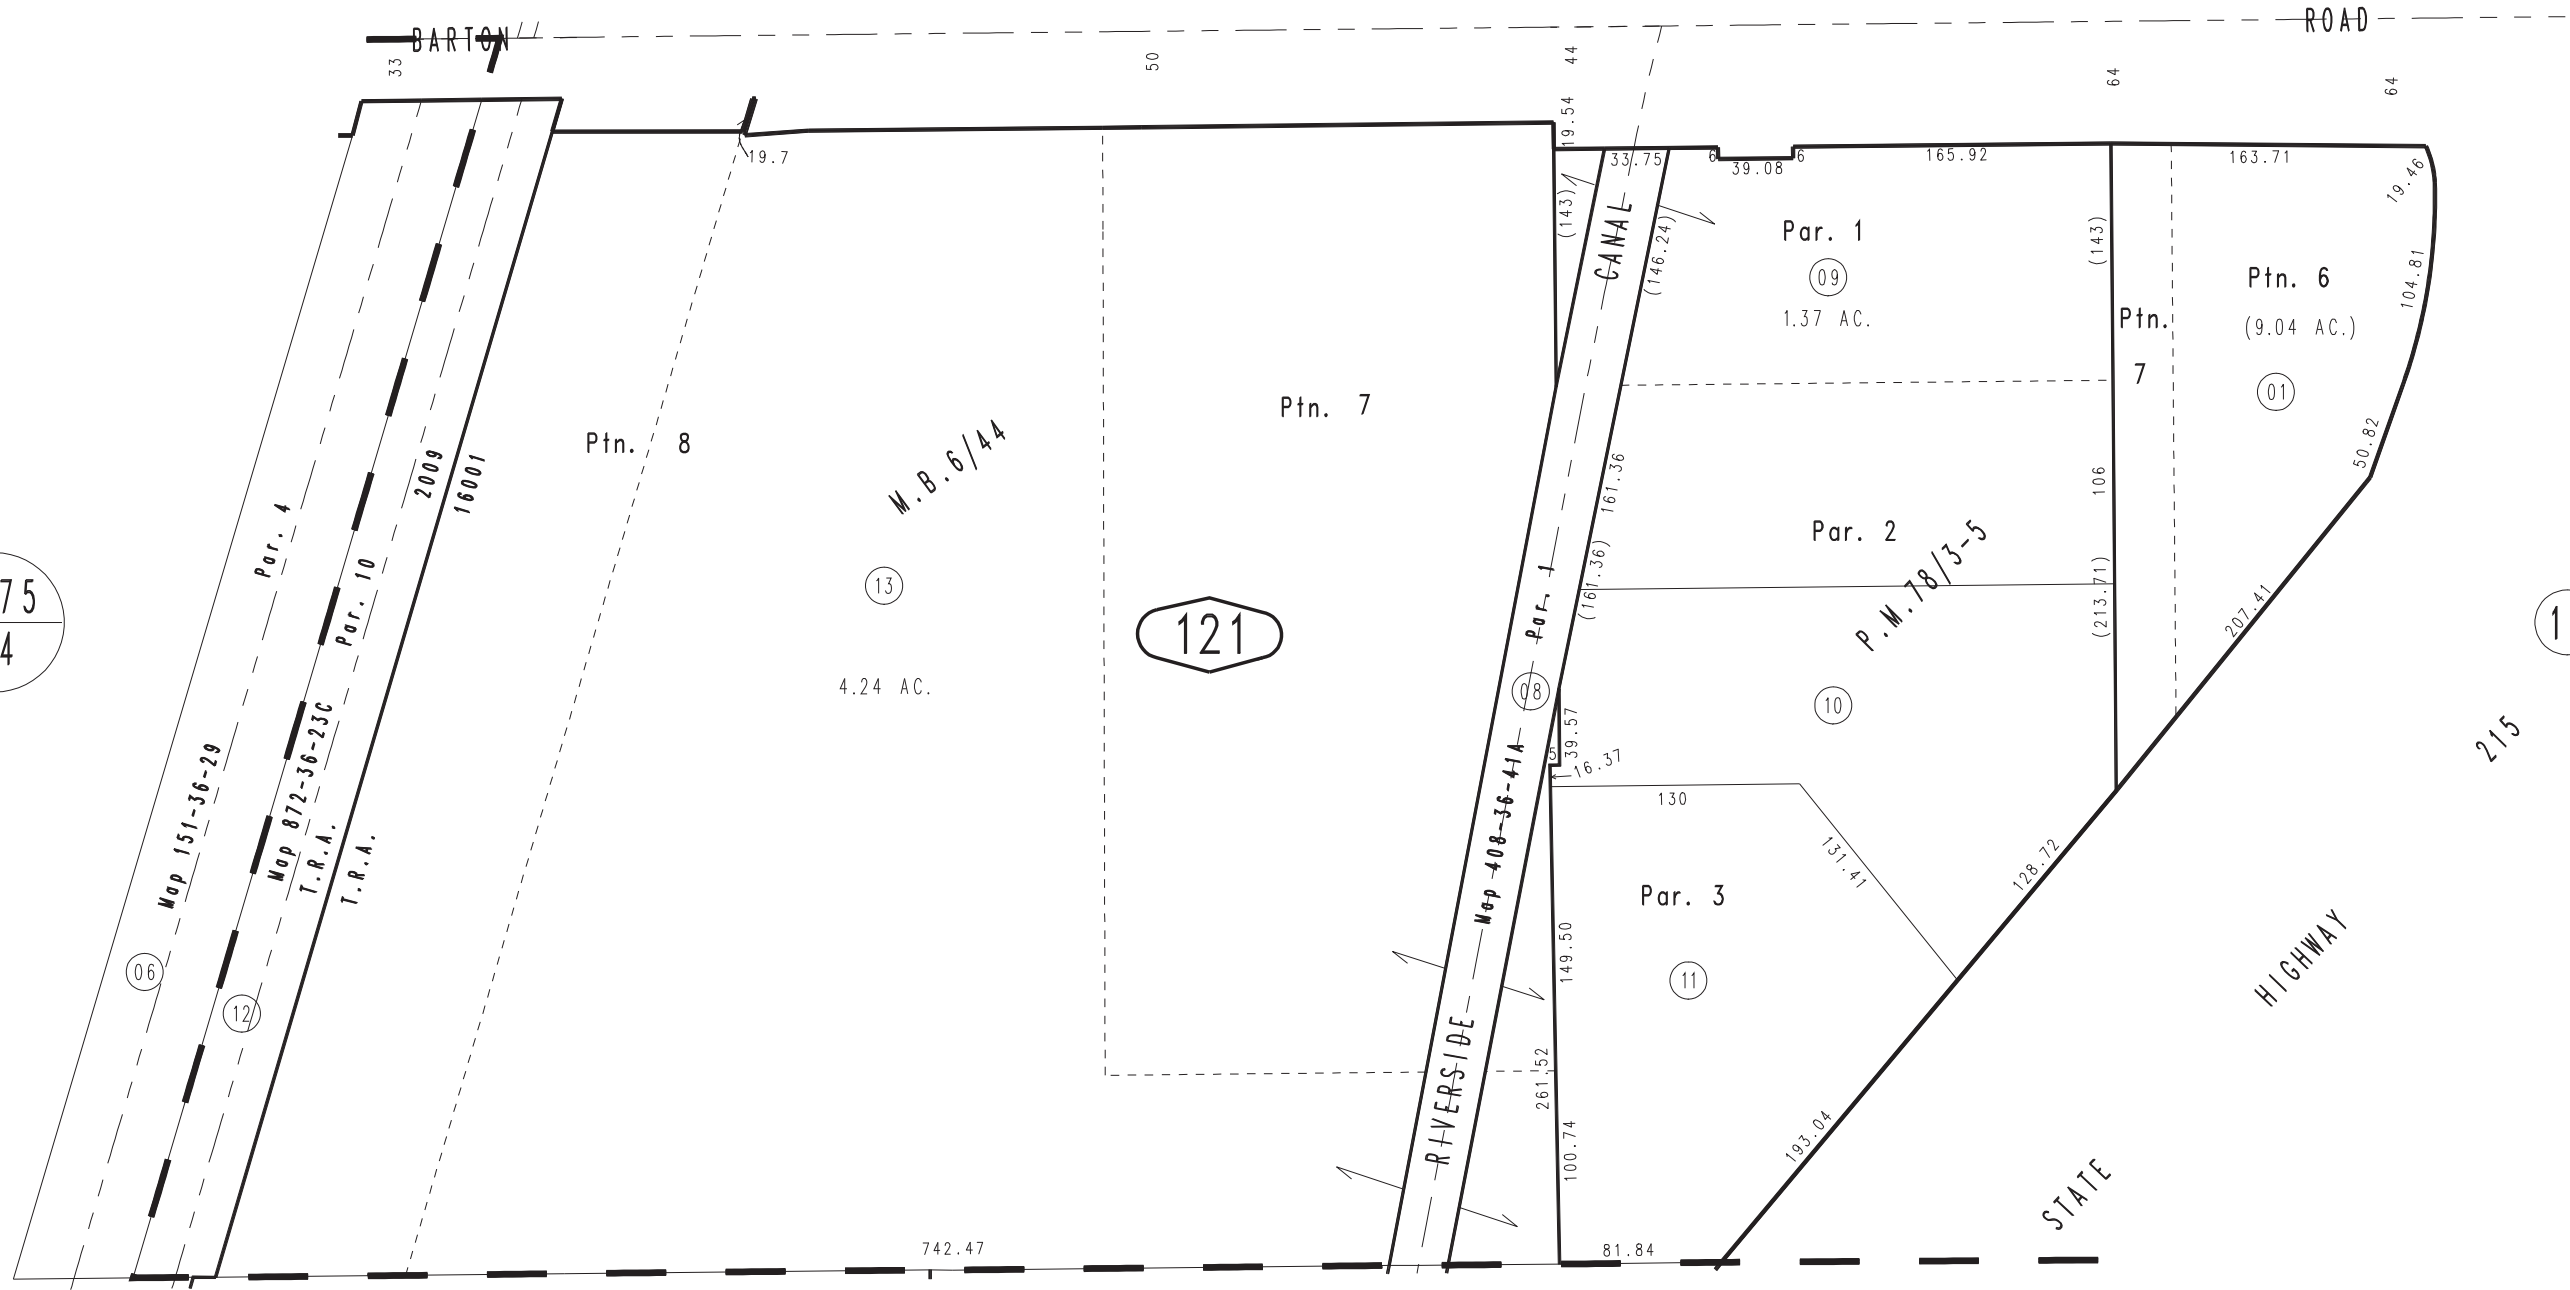 BARTON
ROAD
33
50
44
64
64
19.54
19.7
33.75
6
39.08
6
165.92
163.71
19.46
(143)
CANAL
(146.24)
Par. 1
09
1.37 AC.
(143)
Ptn.
7
Ptn. 6
(9.04 AC.)
01
104.81
50.82
Ptn. 8
M.B.6/44
Ptn. 7
2009
16001
Par. 4
Par. 10
161.36
(161.36)
Par. 2
P.M.78/3-5
106
(213.71)
207.41
75
4
13
121
4.24 AC.
Par. 1
08
10
1
215
39.57
5
16.37
Map 151-36-29
Map 872-36-23C
T.R.A.
T.R.A.
Map 408-36-41A
130
131.41
128.72
Par. 3
11
149.50
HIGHWAY
06
12
RIVERSIDE
261.52
100.74
193.04
STATE
742.47
81.84